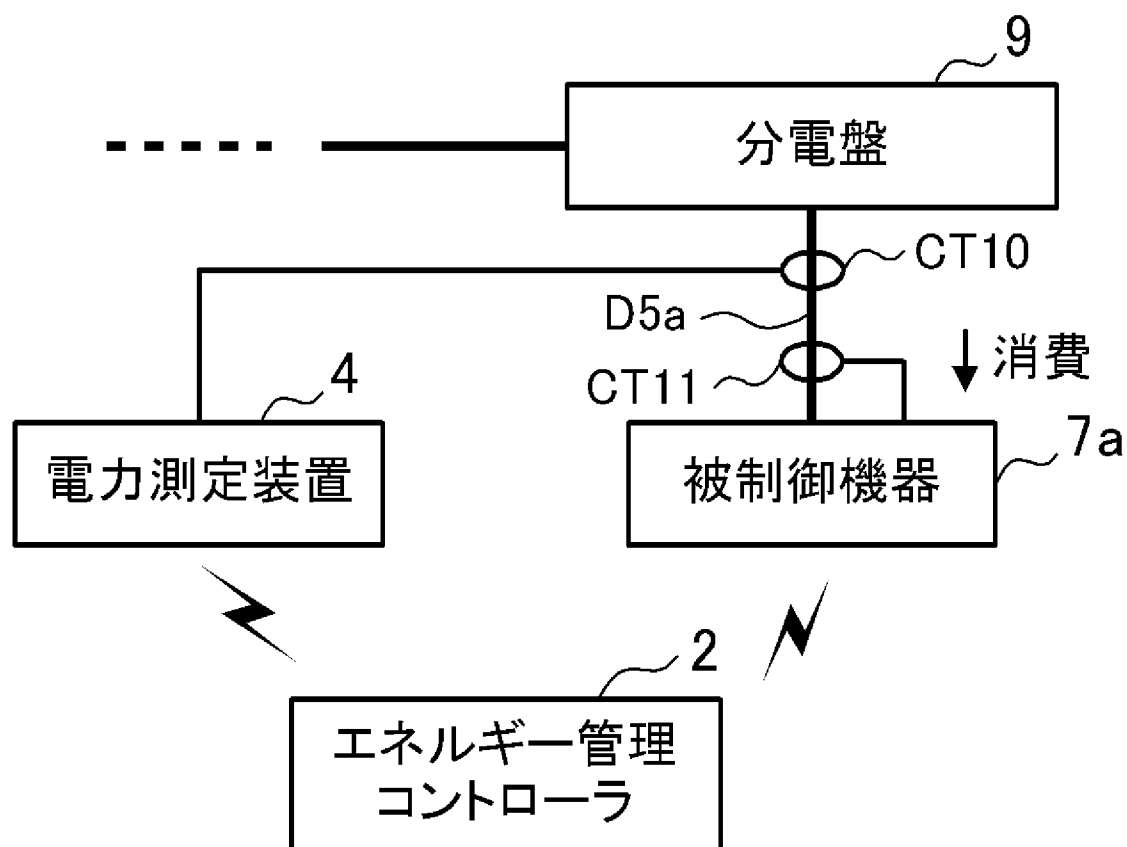 9
分電盤
CT10
D5a
CT11
消費
4
7a
電力測定装置
被制御機器
2
エネルギー管理
コントローラ